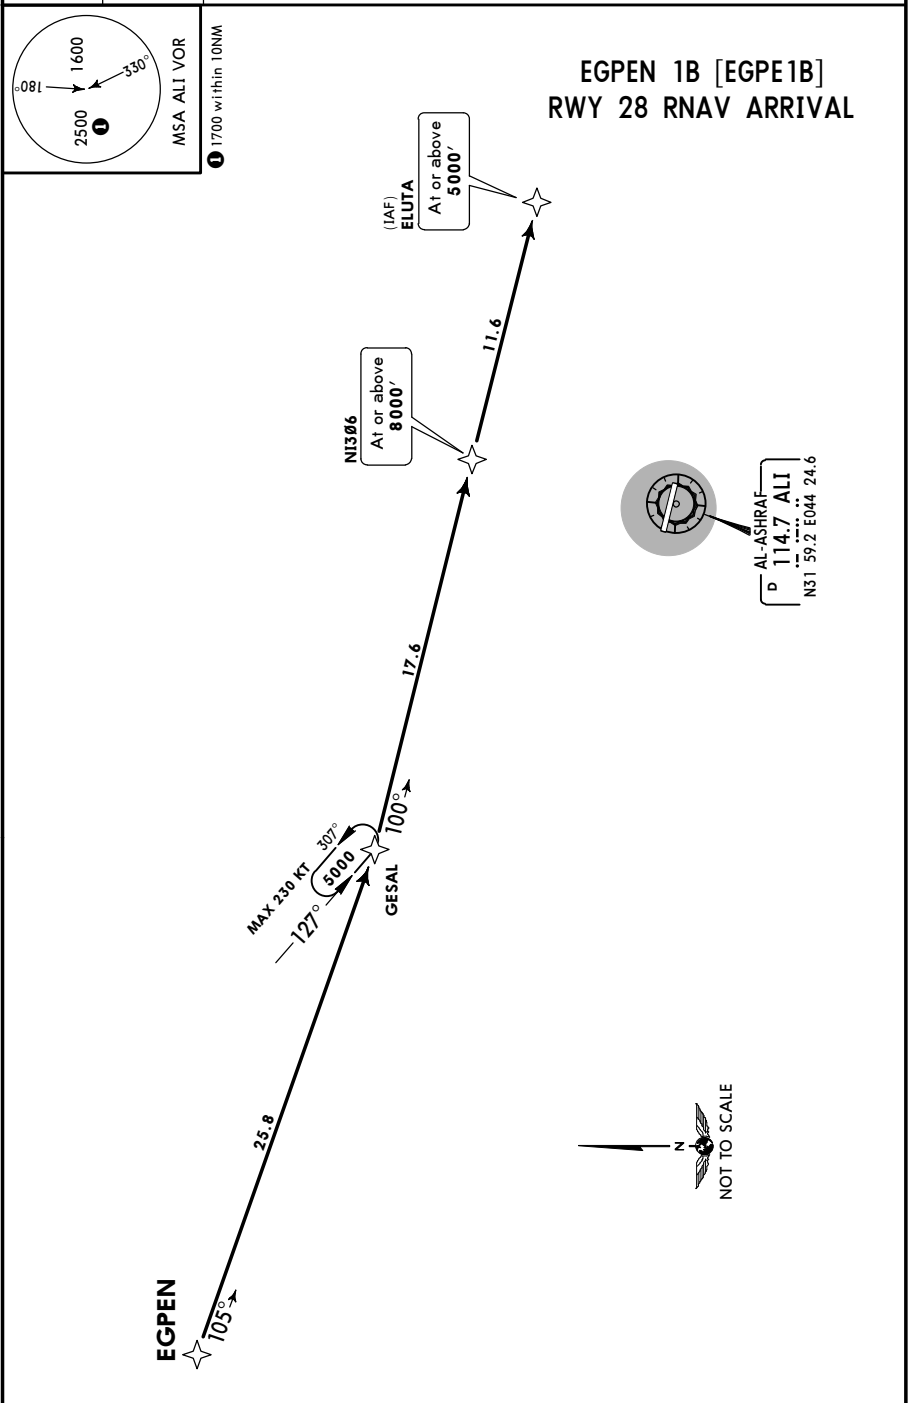 EGPEN 1B [EGPE1B]
RWY 28 RNAV ARRIVAL
180°
330°
1600
2500
1
MSA ALI VOR
1 1700 within 10NM
(IAF)
ELUTA
At or above
5000'
11.6
NI3Ø6
At or above
8000'
17.6
AL-ASHRAF
D 114.7 ALI
N31 59.2 E044 24.6
MAX 230 KT
307°
5000
127°
100°
GESAL
25.8
105°
EGPEN
N
NOT TO SCALE